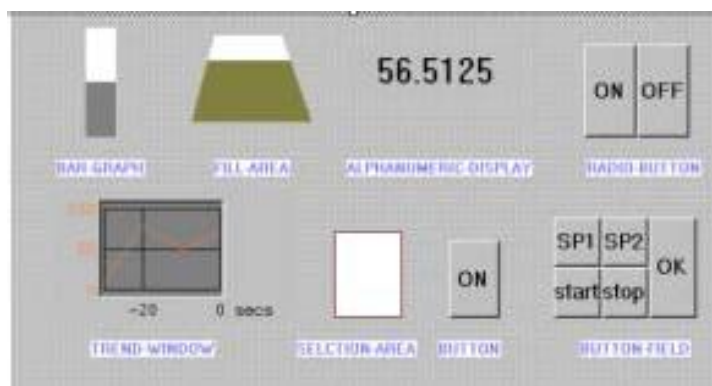 56.5125
ON OFF
BAR-GRAPH FILL-AREA ALPHANUMERIC-DISPLAY RADIO-BUTTON
SP1 SP2
OK
ON
start stop
-20 0 secs
TREND-WINDOW SELCTION-AREA BUTTON BUTTON-FIELD